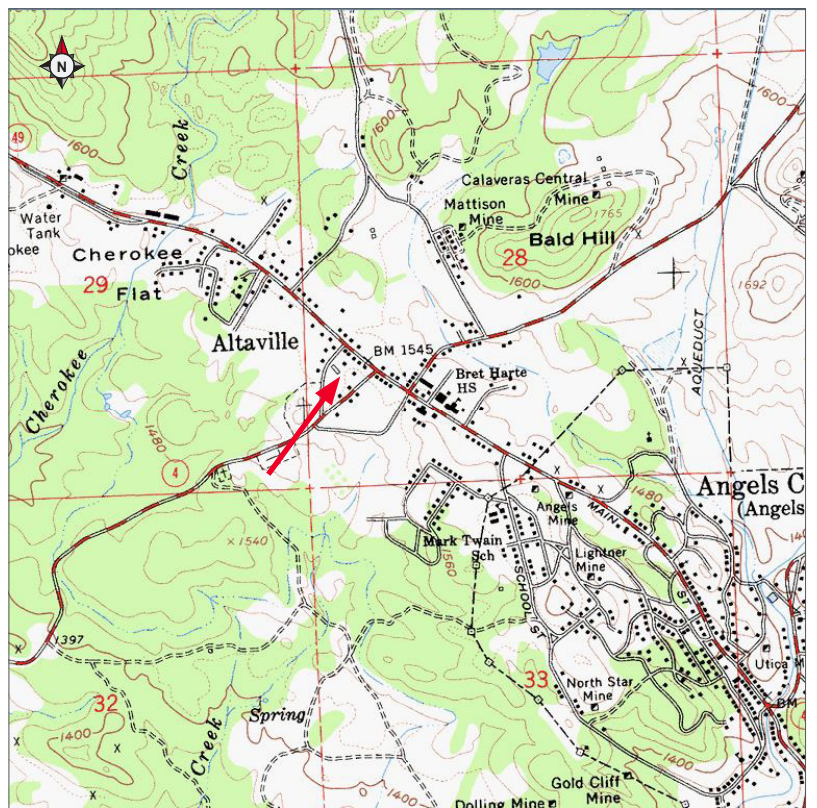 N
49
1600
Creek
1600
1600
Calaveras Central
Mine
Mattison
Mine
1765
Bald Hill
28
1600
Water
Tank
okee
Cherokee
29
Flat
1692
Altaville
BM 1545
Bret Harte
HS
AQUEDUCT
Cherokee
1480
4
X
1480
Angels C
(Angels
Angels
Mine
MAIN
ST
Mark Twain
Sch
1560
Lightner
Mine
×1540
SCHOOL ST
1397
Utica M
33
North Star
Mine
BM
32
Spring
1400
Creek
1400
Gold Cliff
Mine
1400
Dolling Mine